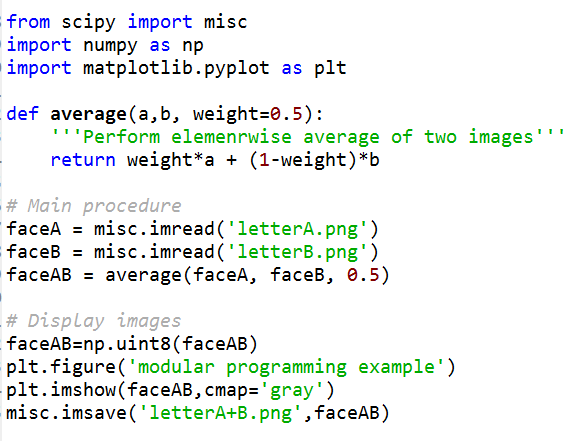 from scipy import misc
import numpy as np
import matplotlib.pyplot as plt
def average(a,b, weight=0.5):
'''Perform elemenrwise average of two images'''
return weight*a + (1-weight)*b
# Main procedure
faceA = misc.imread('letterA.png')
faceB = misc.imread('letterB.png')
faceAB = average(faceA, faceB, 0.5)
# Display images
faceAB=np.uint8(faceAB)
plt.figure('modular programming example')
plt.imshow(faceAB,cmap='gray')
misc.imsave('letterA+B.png',faceAB)